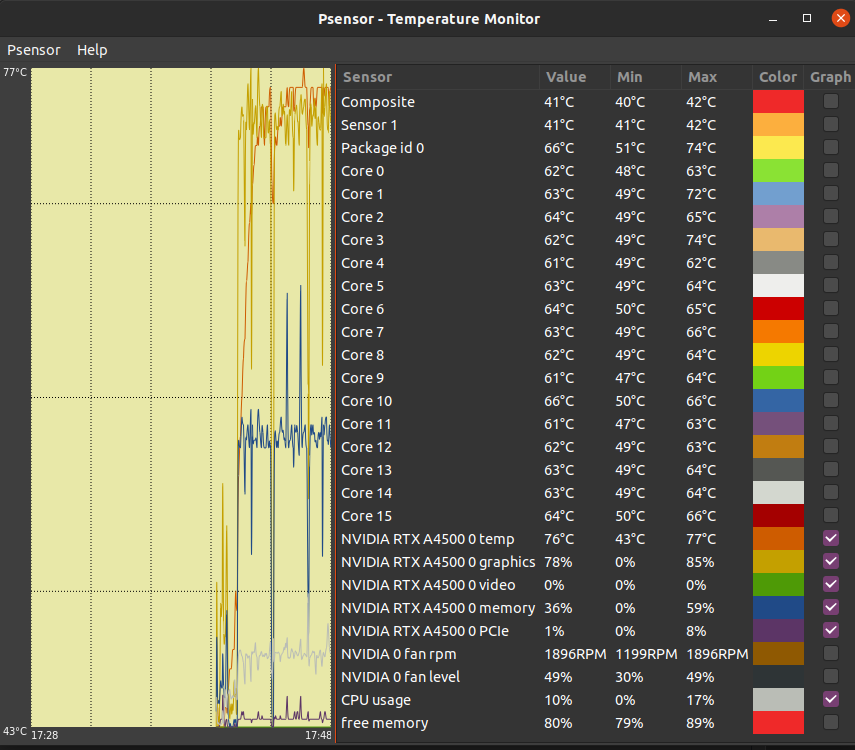 Psensor - Temperature Monitor
Psensor Help
77°C
43°C
17:28 17:48
Sensor Value Min Max Color Graph
Composite 41°C 40°C 42°C
Sensor 1 41°C 41°C 42°C
Package id 0 66°C 51°C 74°C
Core 0 62°C 48°C 63°C
Core 1 63°C 49°C 72°C
Core 2 64°C 49°C 65°C
Core 3 62°C 49°C 74°C
Core 4 61°C 49°C 62°C
Core 5 63°C 49°C 64°C
Core 6 64°C 50°C 65°C
Core 7 63°C 49°C 66°C
Core 8 62°C 49°C 64°C
Core 9 61°C 47°C 64°C
Core 10 66°C 50°C 66°C
Core 11 61°C 47°C 63°C
Core 12 62°C 49°C 63°C
Core 13 63°C 49°C 64°C
Core 14 63°C 49°C 64°C
Core 15 64°C 50°C 66°C
NVIDIA RTX A4500 0 temp 76°C 43°C 77°C
NVIDIA RTX A4500 0 graphics 78% 0% 85%
NVIDIA RTX A4500 0 video 0% 0% 0%
NVIDIA RTX A4500 0 memory 36% 0% 59%
NVIDIA RTX A4500 0 PCIe 1% 0% 8%
NVIDIA 0 fan rpm 1896RPM 1199RPM 1896RPM
NVIDIA 0 fan level 49% 30% 49%
CPU usage 10% 0% 17%
free memory 80% 79% 89%